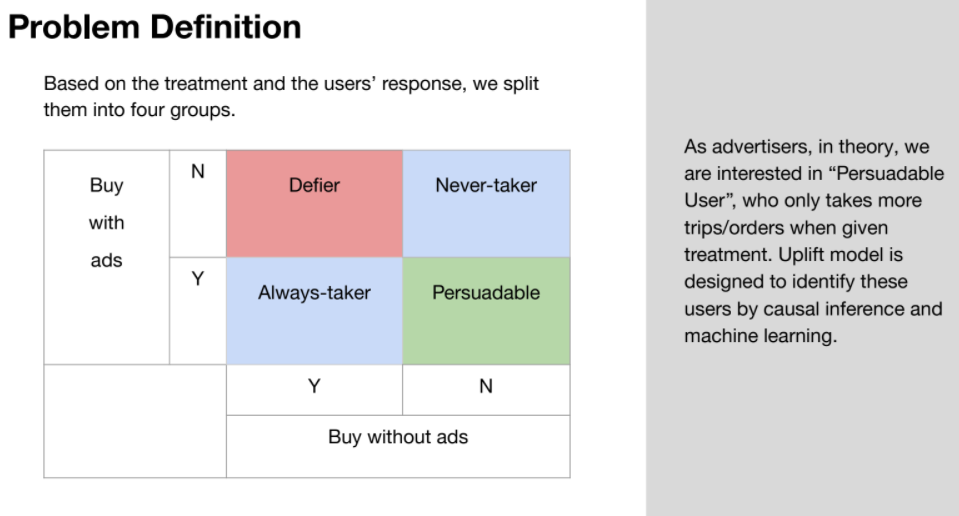 Problem Definition
Based on the treatment and the users’ response, we split
them into four groups.
Buy
with
ads
N
Defier
Never-taker
Y
Always-taker
Persuadable
Y
N
Buy without ads
As advertisers, in theory, we
are interested in “Persuadable
User”, who only takes more
trips/orders when given
treatment. Uplift model is
designed to identify these
users by causal inference and
machine learning.